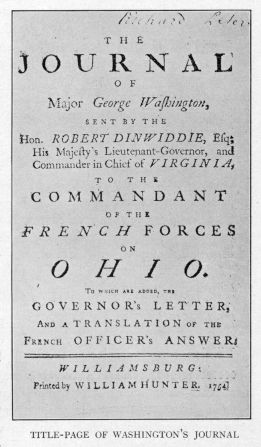 Richard
THE
JOURNAL
OF
Major George Waſhington,
SENT BY THE
Hon. ROBERT DINWIDDIE, Eſq;
His Majeſty's Lieutenant-Governor, and
Commander in Chief of VIRGINIA,
TO THE
COMMANDANT
OF THE
FRENCH FORCES
ON
OHIO.
TO WHICH ARE ADDED, THE
GOVERNOR's LETTER,
AND A TRANSLATION OF THE
FRENCH OFFICER's ANSWER.
WILLIAMSBURG:
Printed by WILLIAM HUNTER. 1754.
TITLE-PAGE OF WASHINGTON'S JOURNAL